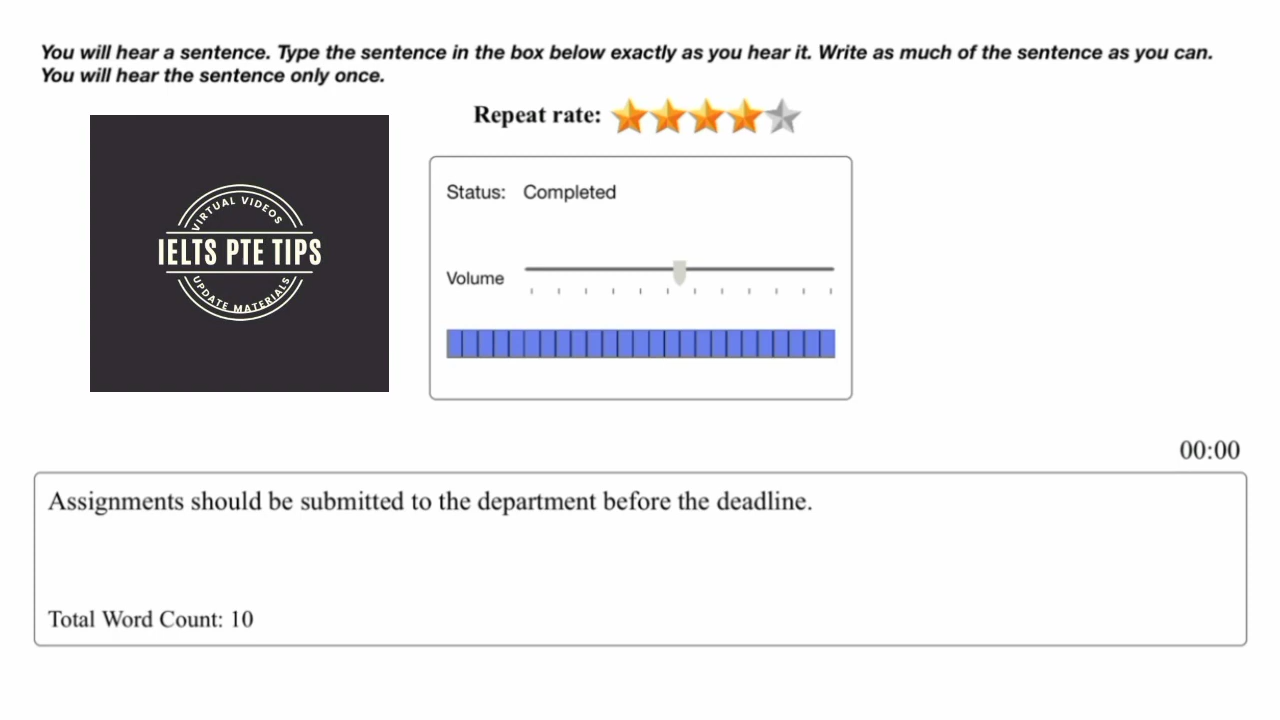 You will hear a sentence. Type the sentence in the box below exactly as you hear it. Write as much of the sentence as you can.
You will hear the sentence only once.
Repeat rate:
VIRTUAL VIDEOS
IELTS PTE TIPS
UPDATE MATERIALS
Status: Completed
Volume
00:00
Assignments should be submitted to the department before the deadline.
Total Word Count: 10